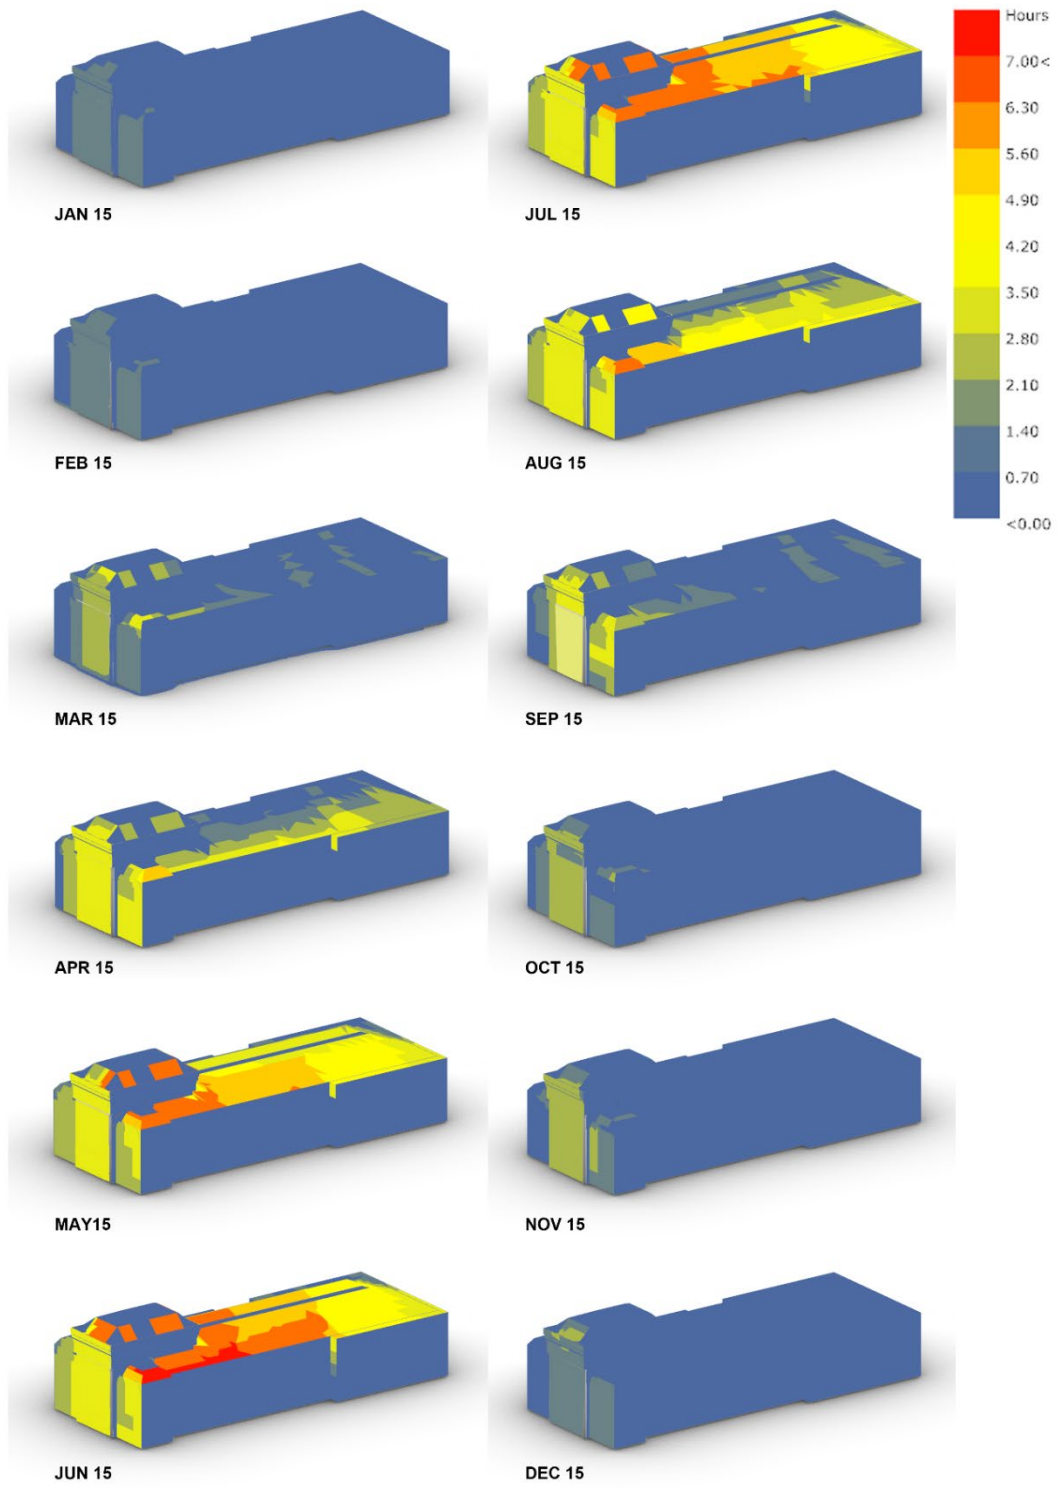 Hours
7.00<
6.30
5.60
4.90
4.20
3.50
2.80
2.10
1.40
0.70
<0.00
JAN 15
JUL 15
FEB 15
AUG 15
MAR 15
SEP 15
APR 15
OCT 15
MAY15
NOV 15
JUN 15
DEC 15